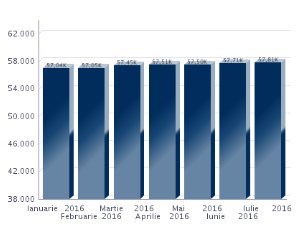 62.000
58.000
54.000
50.000
46.000
42.000
38.000
57.04K 57.05K 57.45K 57.51K 57.50K 57.71K 57.81K
Ianuarie 2016 Martie 2016 Mai 2016 Iulie 2016
Februarie 2016 Aprilie 2016 Iunie 2016